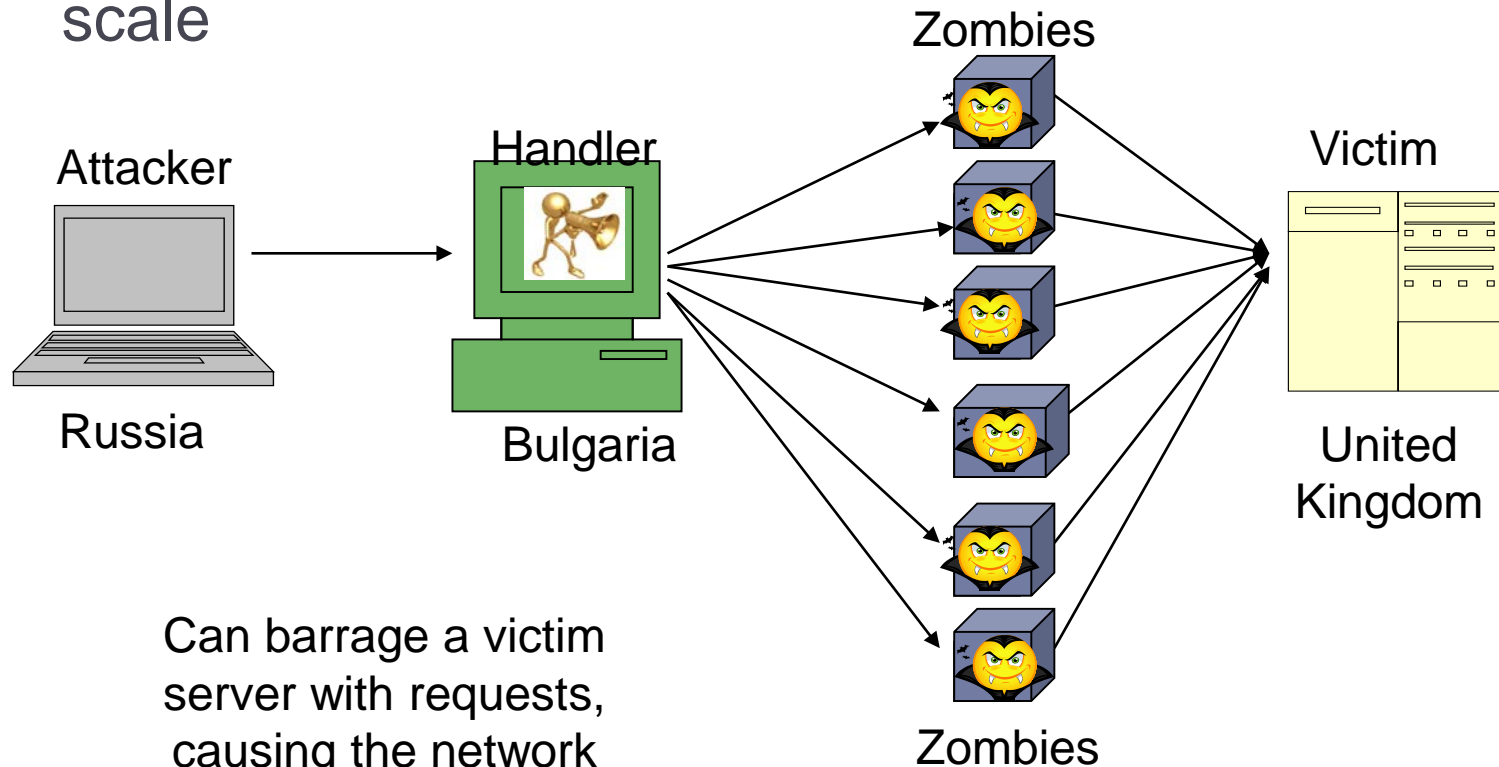 scale
Zombies
Attacker
Handler
Victim
Russia
Bulgaria
United
Kingdom
Can barrage a victim
server with requests,
causing the network
Zombies